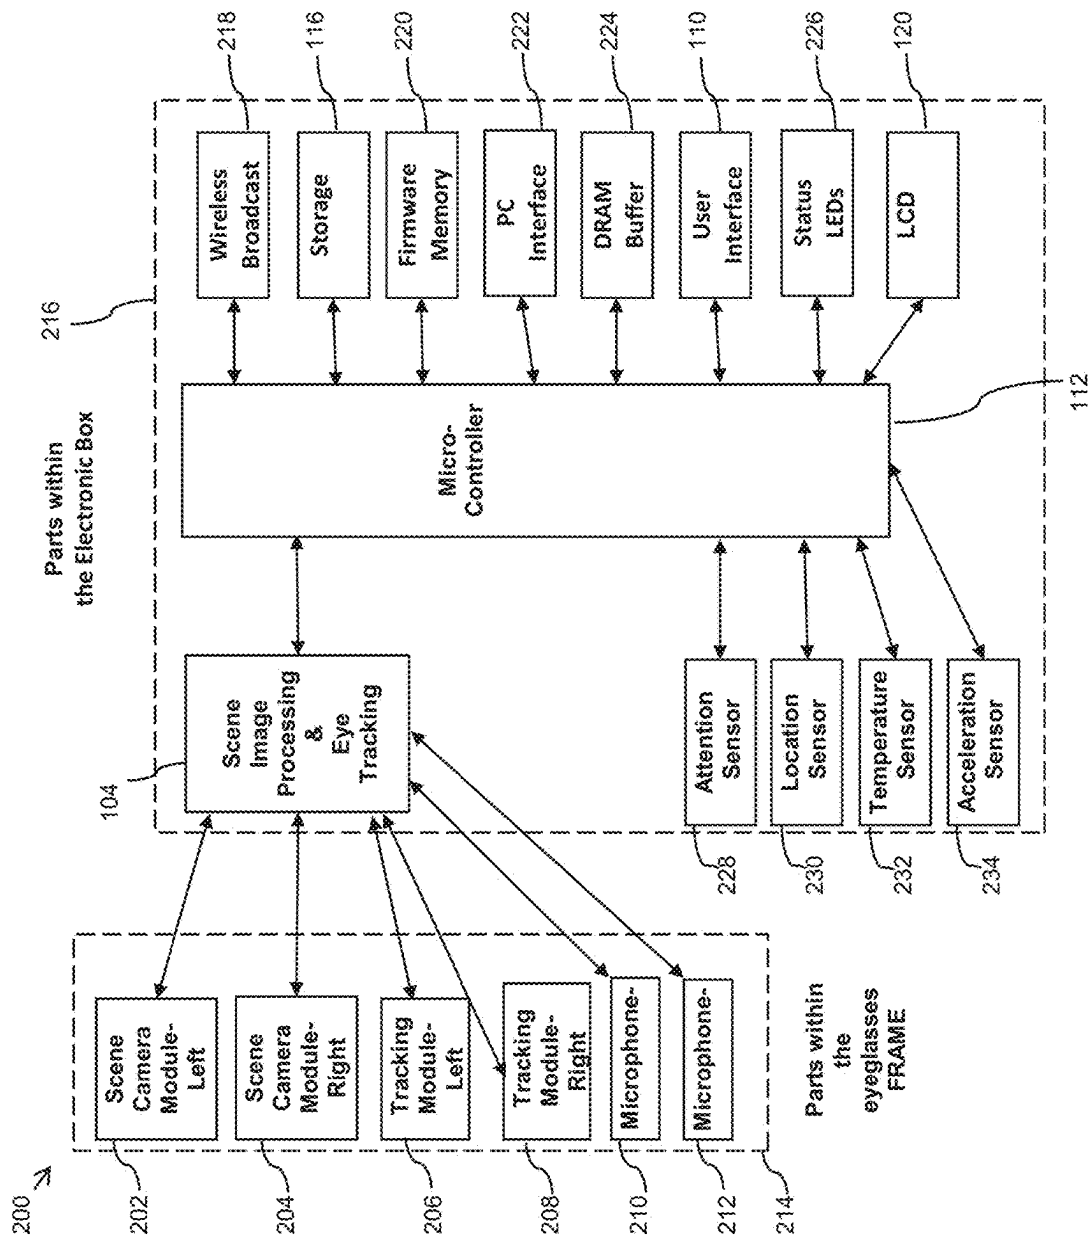 200
Parts within
the Electronic Box
216
202
Scene
Camera
Module-
Left
204
Scene
Camera
Module-
Right
206
Tracking
Module-
Left
208
Tracking
Module-
Right
210
Microphone-
212
Microphone-
214
Parts within
the
eyeglasses
FRAME
104
Scene
Image
Processing
&
Eye
Tracking
228
Attention
Sensor
230
Location
Sensor
232
Temperature
Sensor
234
Acceleration
Sensor
Micro-
Controller
112
Wireless
Broadcast
218
Storage
116
Firmware
Memory
220
PC
Interface
222
DRAM
Buffer
224
User
Interface
110
Status
LEDs
226
LCD
120